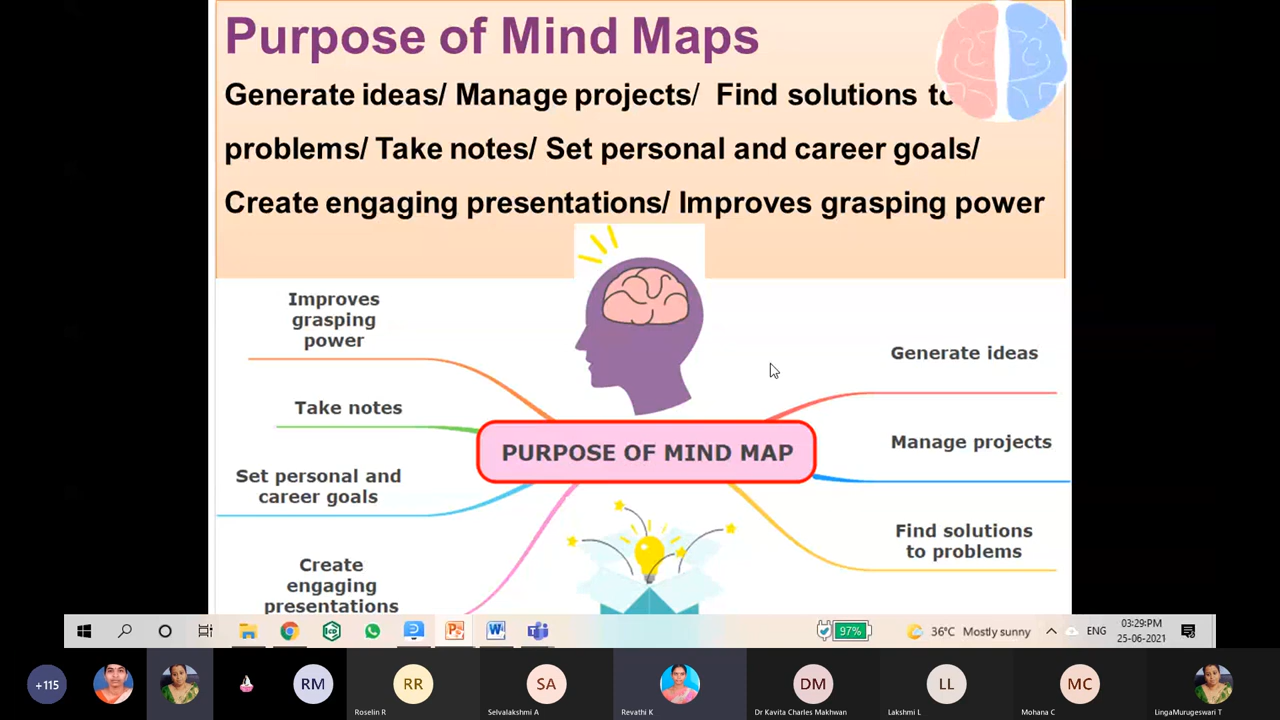 Purpose of Mind Maps
Generate ideas/ Manage projects/ Find solutions to
problems/ Take notes/ Set personal and career goals/
Create engaging presentations/ Improves grasping power
Improves
grasping
power
Take notes
Set personal and
career goals
Create
engaging
presentations
PURPOSE OF MIND MAP
Generate ideas
Manage projects
Find solutions
to problems
97%
36°C Mostly sunny
ENG
03:29PM
25-06-2021
+115
RM
RR
Roselin R
SA
Selvalakshmi A
Revathi K
DM
Dr Kavita Charles Makhwan
LL
Lakshmi L
MC
Mohana C
LingaMurugeswari T